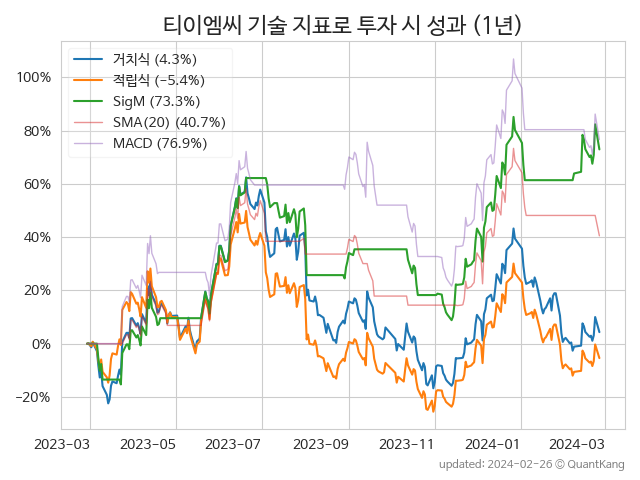 티이엠씨 기술 지표로 투자 시 성과 (1년)
거치식 (4.3%)
적립식 (−5.4%)
SigM (73.3%)
SMA(20) (40.7%)
MACD (76.9%)
100%
80%
60%
40%
20%
0%
−20%
2023−03 2023−05 2023−07 2023−09 2023−11 2024−01 2024−03
updated: 2024−02−26 © QuantKang